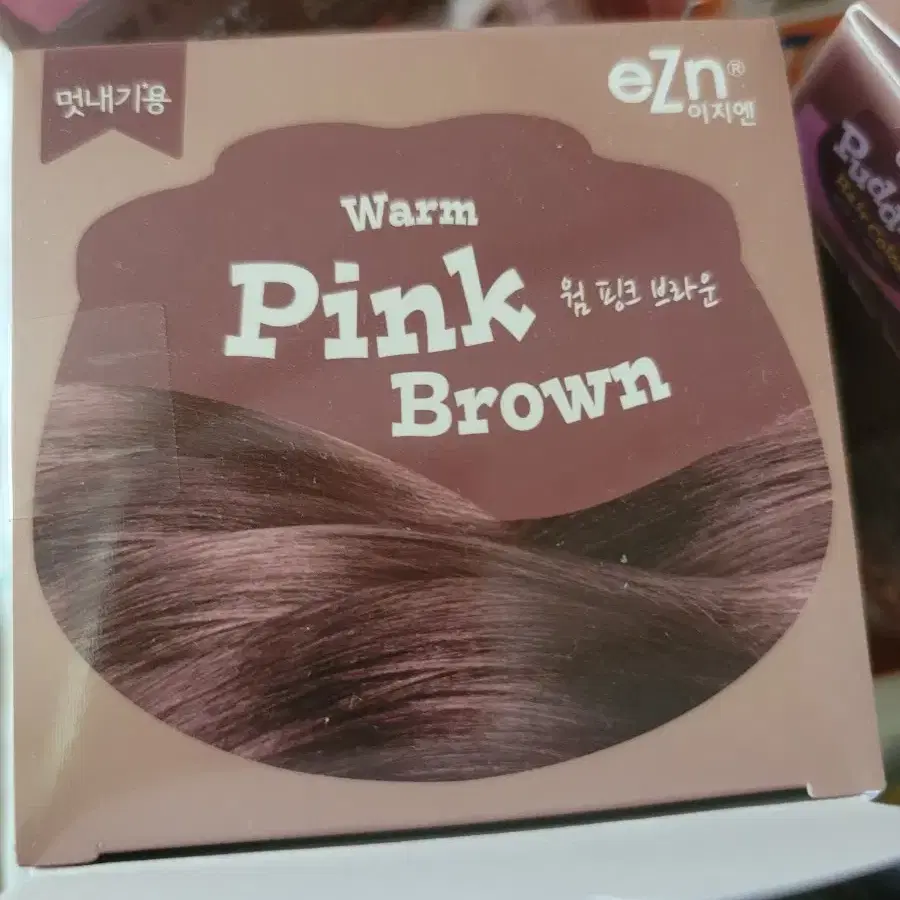 멋내기용
eZn®
이지엔
Warm
Pink
웜 핑크 브라운
Brown